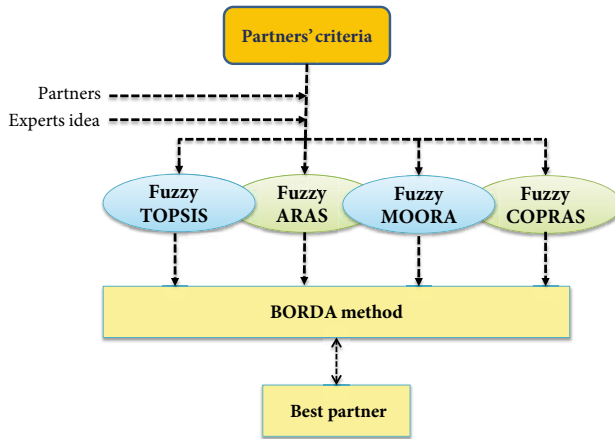 Partners' criteria
Partners
Experts idea
Fuzzy
TOPSIS
Fuzzy
ARAS
Fuzzy
MOORA
Fuzzy
COPRAS
BORDA method
Best partner